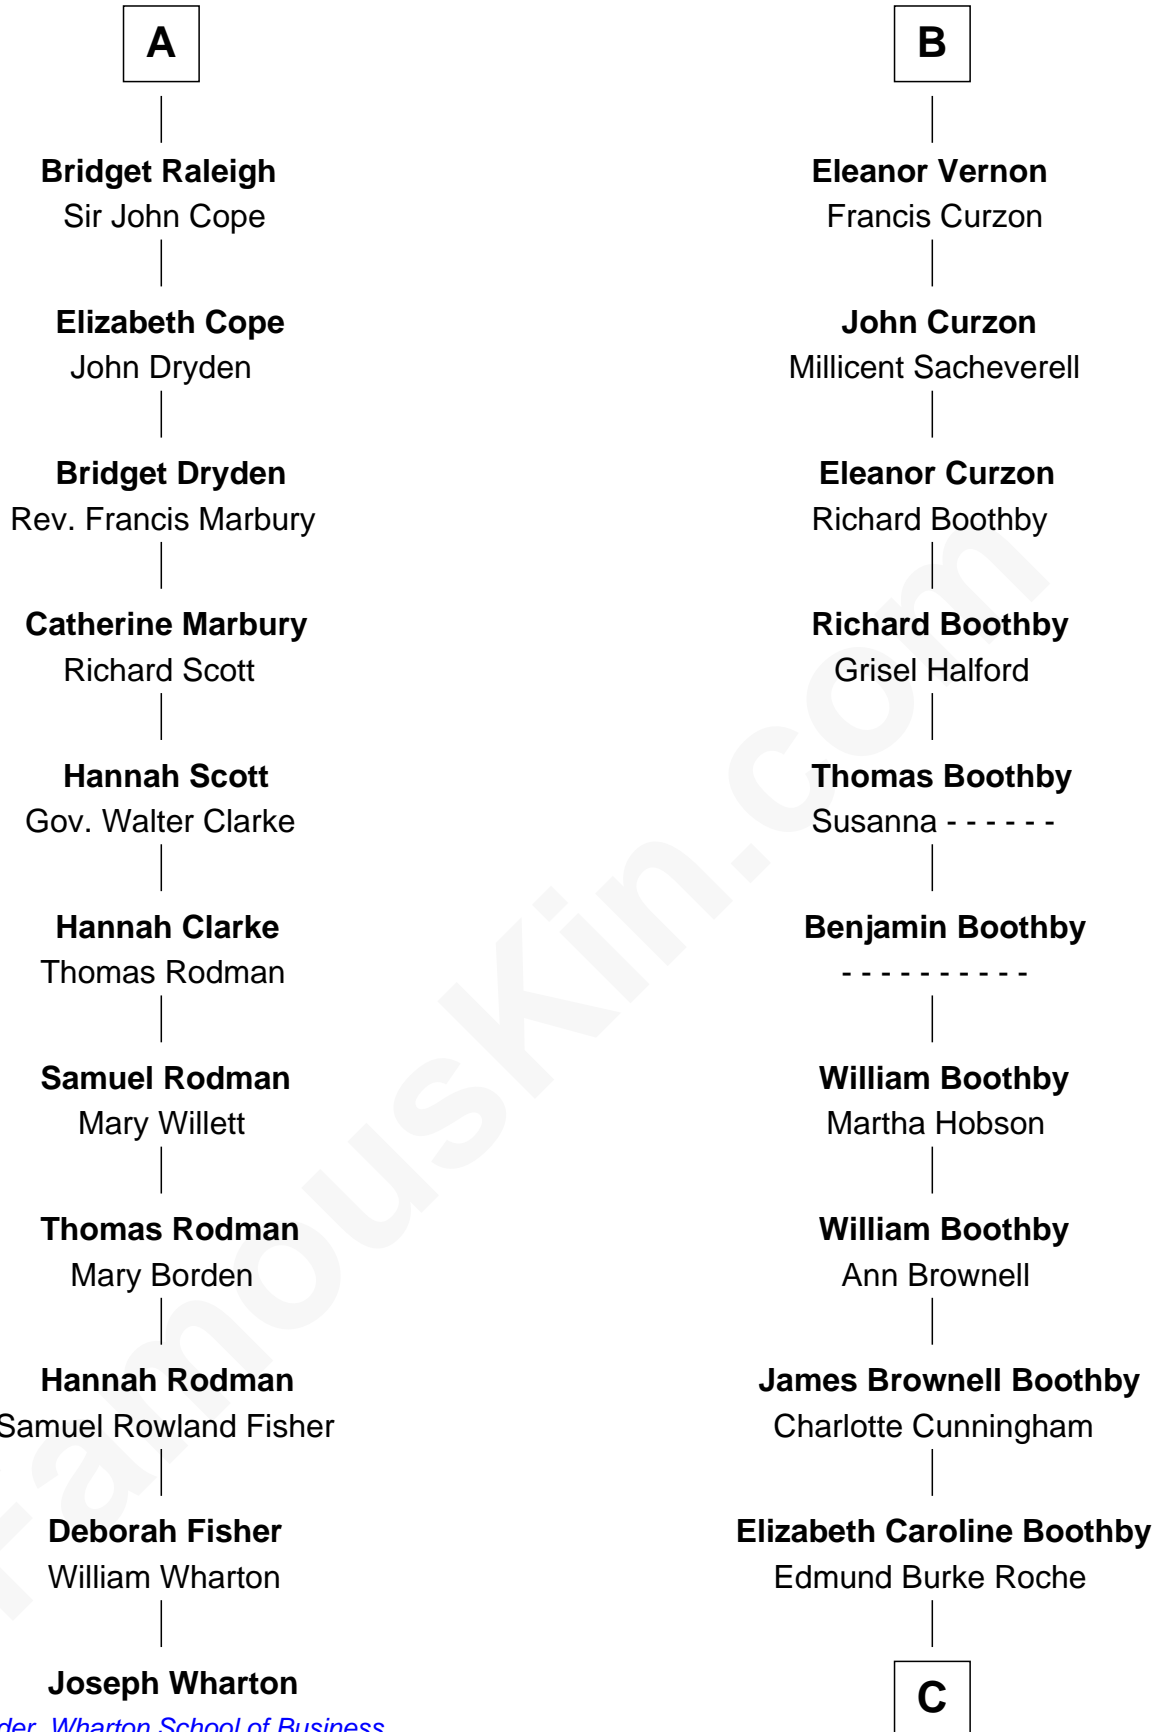 A
Bridget Raleigh
Sir John Cope
Elizabeth Cope
John Dryden
Bridget Dryden
Rev. Francis Marbury
Catherine Marbury
Richard Scott
Hannah Scott
Gov. Walter Clarke
Hannah Clarke
Thomas Rodman
Samuel Rodman
Mary Willett
Thomas Rodman
Mary Borden
Hannah Rodman
Samuel Rowland Fisher
Deborah Fisher
William Wharton
Joseph Wharton
Wharton School of Business
B
Eleanor Vernon
Francis Curzon
John Curzon
Millicent Sacheverell
Eleanor Curzon
Richard Boothby
Richard Boothby
Grisel Halford
Thomas Boothby
Susanna - - - - - -
Benjamin Boothby
- - - - - - - - - -
William Boothby
Martha Hobson
William Boothby
Ann Brownell
James Brownell Boothby
Charlotte Cunningham
Elizabeth Caroline Boothby
Edmund Burke Roche
C
FamousKin.com